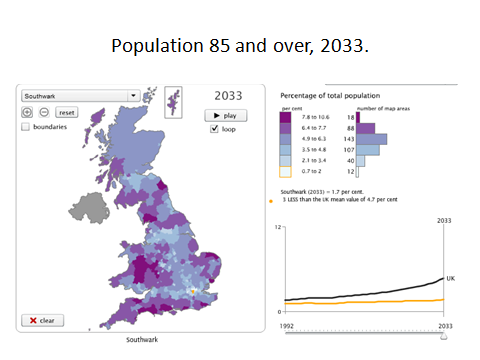 Population 85 and over, 2033.
Southwark
2033
reset
play
boundaries
loop
clear
Southwark
Percentage of total population
per cent
number of map areas
7.8 to 10.6 18
6.4 to 7.7 88
4.9 to 6.3 143
3.5 to 4.8 107
2.1 to 3.4 40
0.7 to 2 12
Southwark (2033) = 1.7 per cent.
3 LESS than the UK mean value of 4.7 per cent
2033
12
UK
0
1992 2033